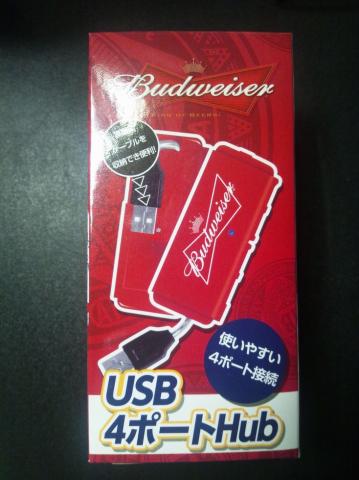 Budweiser
KING OF BEERS
ケーブルを
収納でき便利!
Budweiser
使いやすい
4ポート接続
USB
4ポートHub